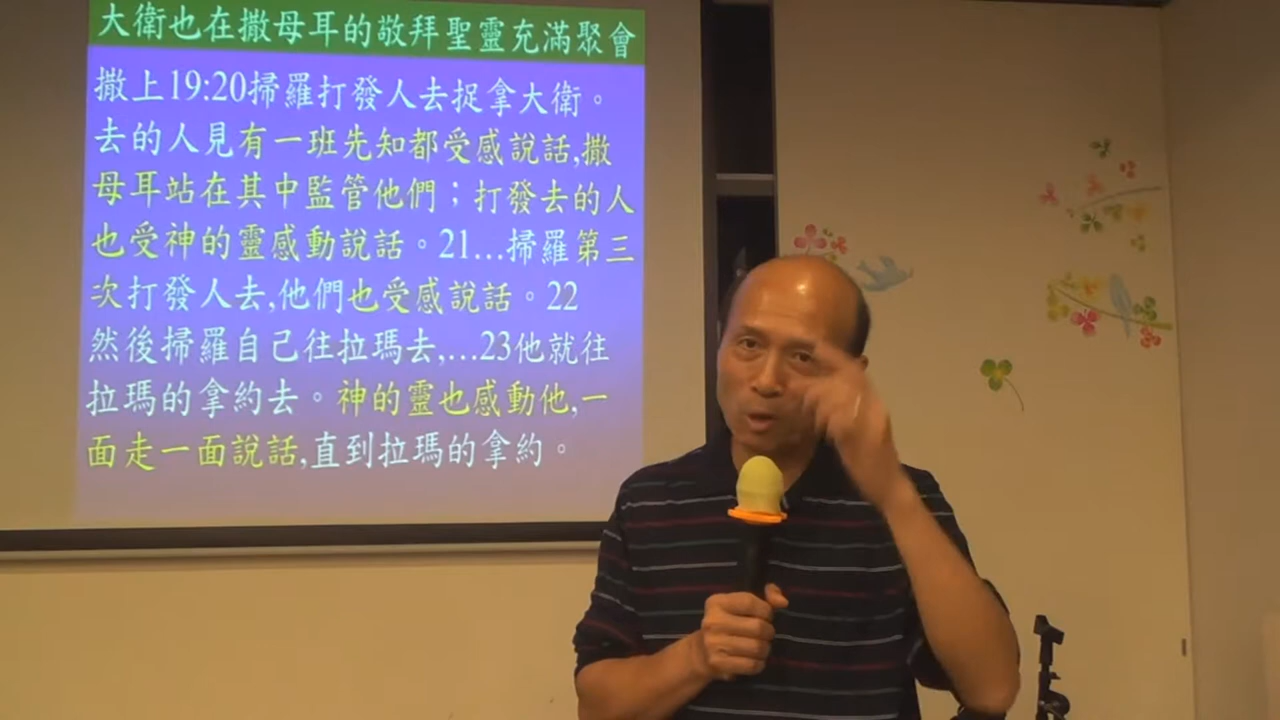 大衛也在撒母耳的敬拜聖靈充滿聚會
撒上19:20掃羅打發人去捉拿大衛。
去的人見有一班先知都受感說話,撒
母耳站在其中監管他們；打發去的人
也受神的靈感動說話。21...掃羅第三
次打發人去,他們也受感說話。22
然後掃羅自己往拉瑪去,...23他就往
拉瑪的拿約去。神的靈也感動他,一
面走一面說話,直到拉瑪的拿約。